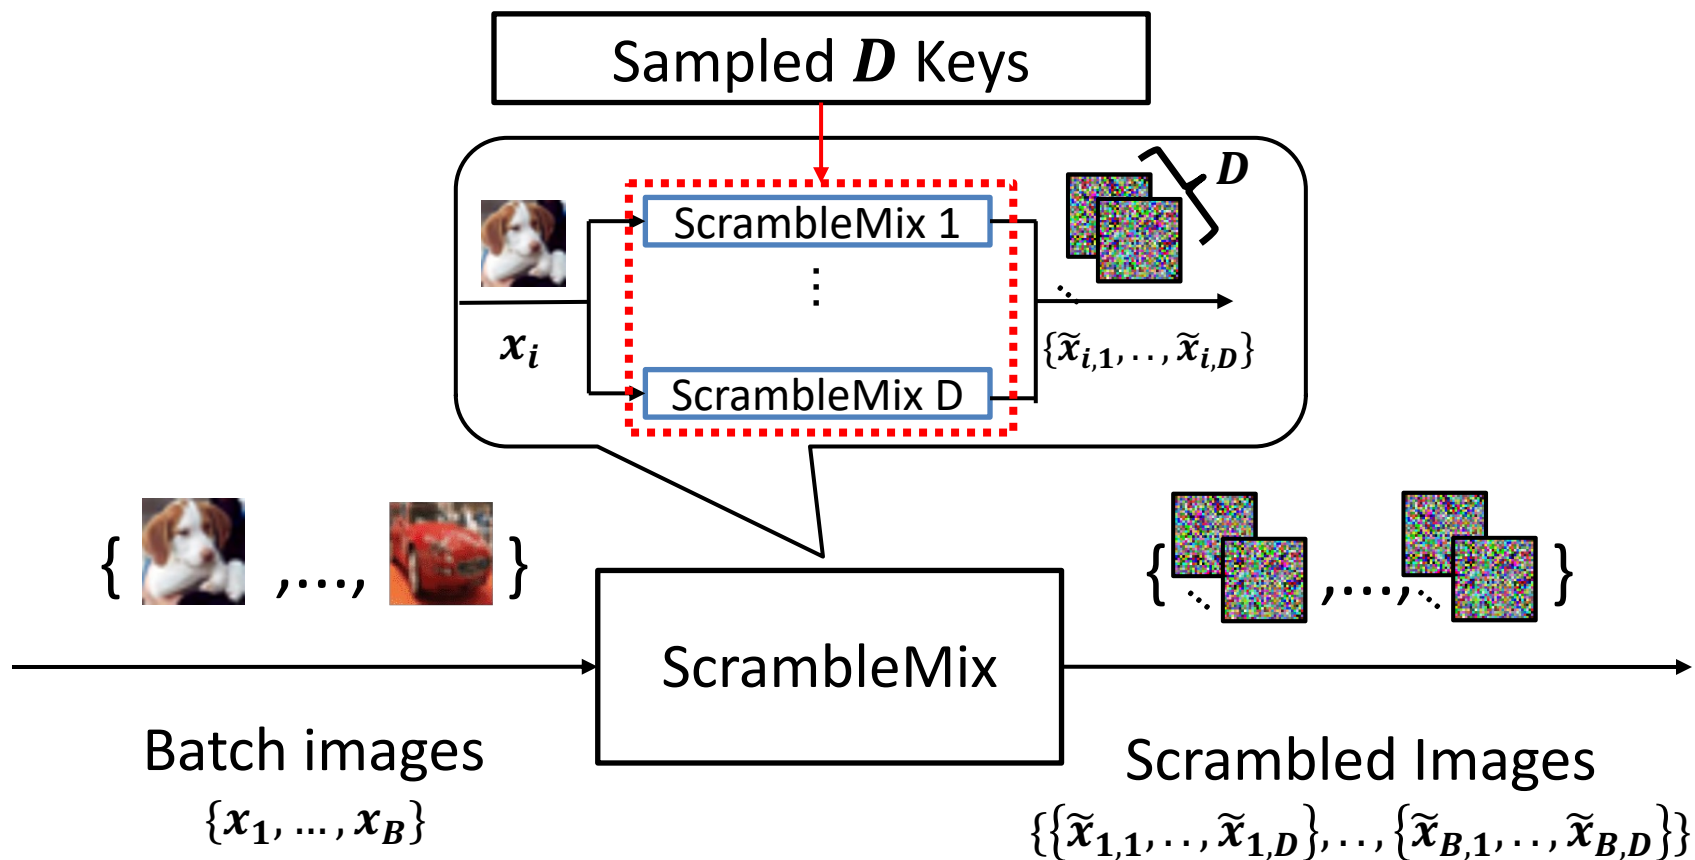 Sampled D Keys
D
ScrambleMix 1
⋮
x_i
{x̃_{i,1},..,x̃_{i,D}}
ScrambleMix D
{ ,..., }
{ ,..., }
ScrambleMix
Batch images
{x_1, ..., x_B}
Scrambled Images
{{x̃_{1,1},..,x̃_{1,D}},..,{x̃_{B,1},..,x̃_{B,D}}}